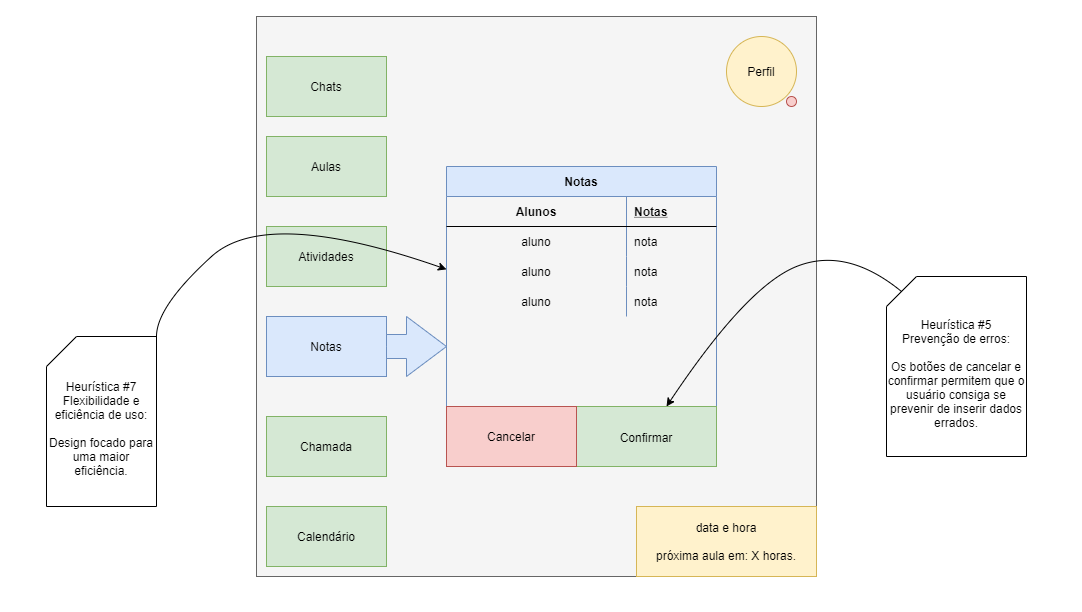 Perfil
Chats
Aulas
Atividades
Notas
Chamada
Calendário
Notas
Alunos Notas
aluno nota
aluno nota
aluno nota
Cancelar Confirmar
data e hora
próxima aula em: X horas.
Heurística #7
Flexibilidade e
eficiência de uso:
Design focado para
uma maior
eficiência.
Heurística #5
Prevenção de erros:
Os botões de cancelar e
confirmar permitem que o
usuário consiga se
prevenir de inserir dados
errados.